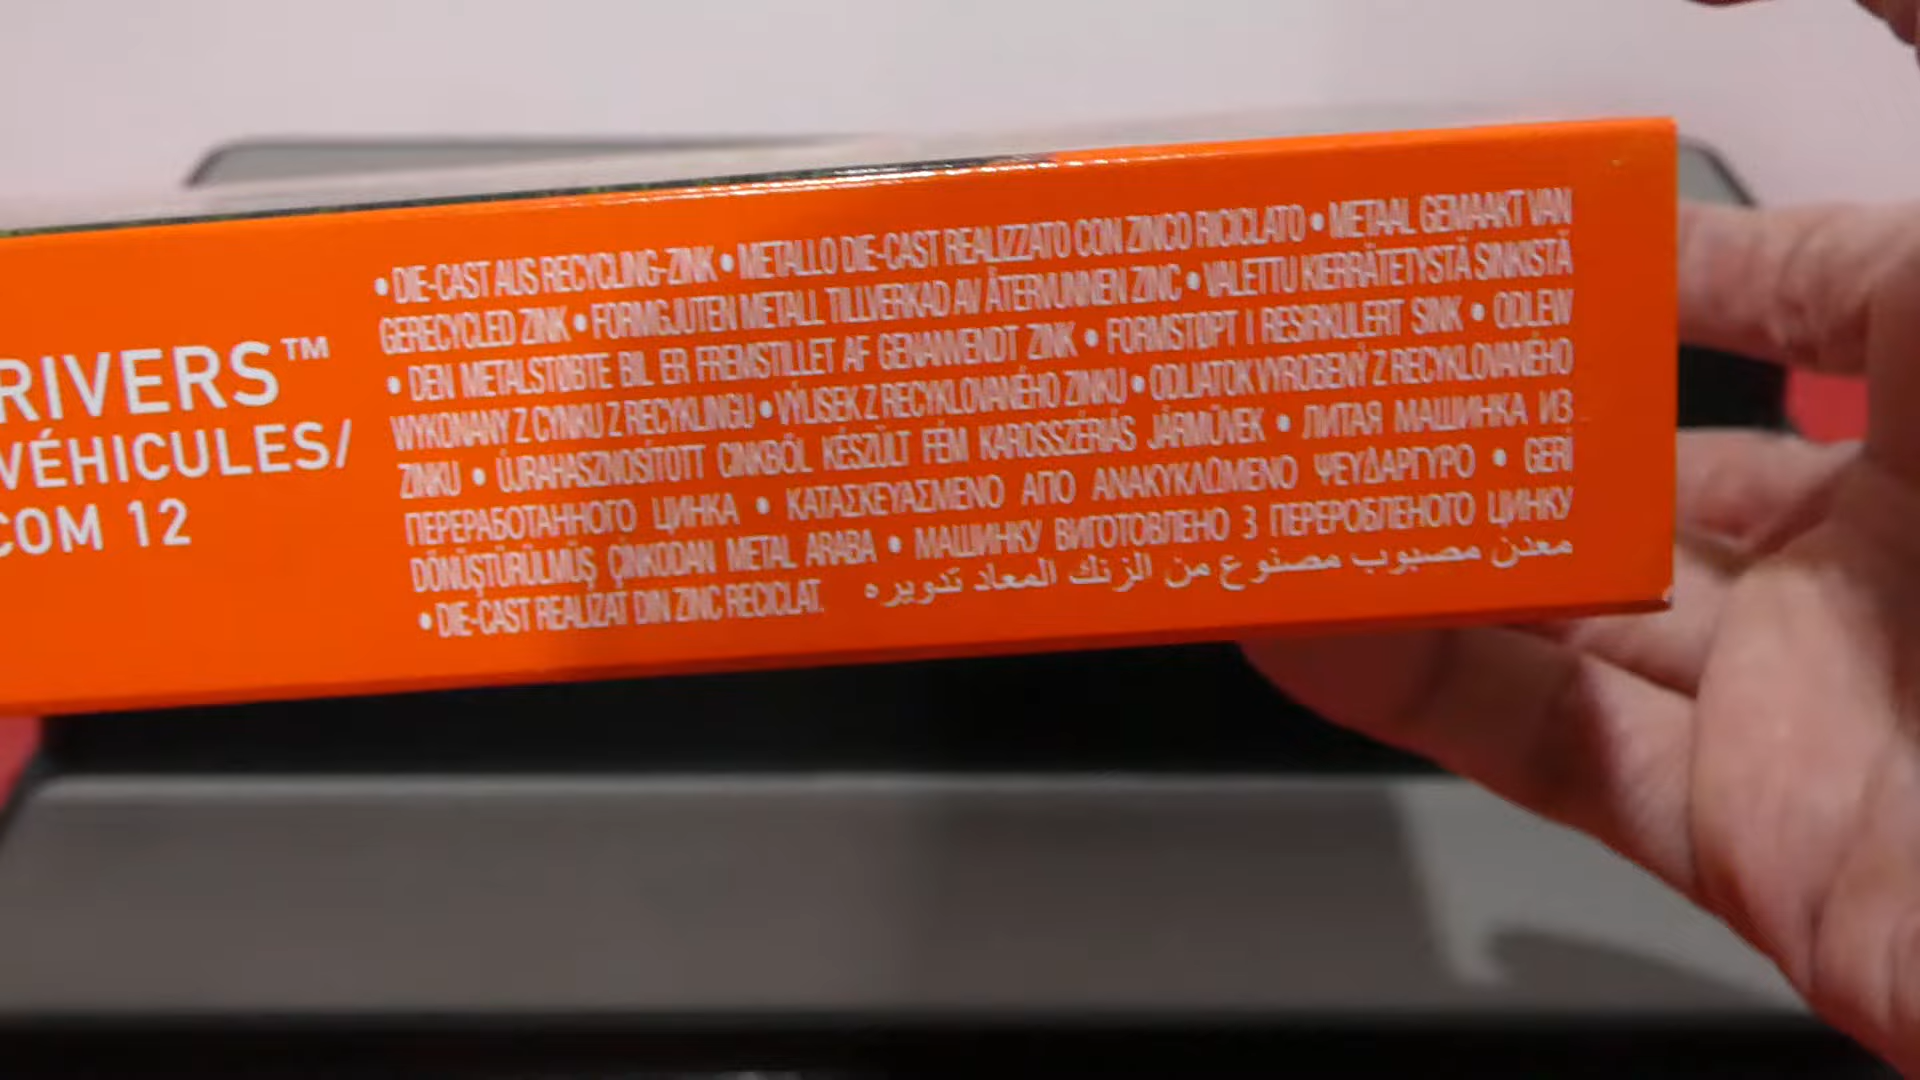 RIVERS™
VÉHICULES/
COM 12
• DIE-CAST AUS RECYCLING-ZINK • METALLO DIE-CAST REALIZZATO CON ZINCO RICICLATO • METAAL GEMAAKT VAN
GERECYCLED ZINK • FORMGJUTEN METALL TILLVERKAD AV ÅTERVUNNEN ZINC • VALETTU KIERRÄTETYSTÄ SINKISTÄ
• DEN METALSTØBTE BIL ER FREMSTILLET AF GENANVENDT ZINK • FORMSTØPT I RESIRKULERT SINK • ODLEW
WYKONANY Z CYNKU Z RECYKLINGU • VÝLISEK Z RECYKLOVANÉHO ZINKU • ODLIATOK VYROBENÝ Z RECYKLOVANÉHO
ZINKU • ÚJRAHASZNOSÍTOTT CINKBŐL KÉSZÜLT FÉM KAROSSZÉRIÁS JÁRMŰVEK • ЛИТАЯ МАШИНКА ИЗ
ПЕРЕРАБОТАННОГО ЦИНКА • ΚΑΤΑΣΚΕΥΑΣΜΕΝΟ ΑΠΟ ΑΝΑΚΥΚΛΩΜΕΝΟ ΨΕΥΔΑΡΓΥΡΟ • GERİ
DÖNÜŞTÜRÜLMÜŞ ÇİNKODAN METAL ARABA • МАШИНКУ ВИГОТОВЛЕНО З ПЕРЕРОБЛЕНОГО ЦИНКУ
• DIE-CAST REALIZAT DIN ZINC RECICLAT. معدن مصبوب مصنوع من الزنك المعاد تدويره •